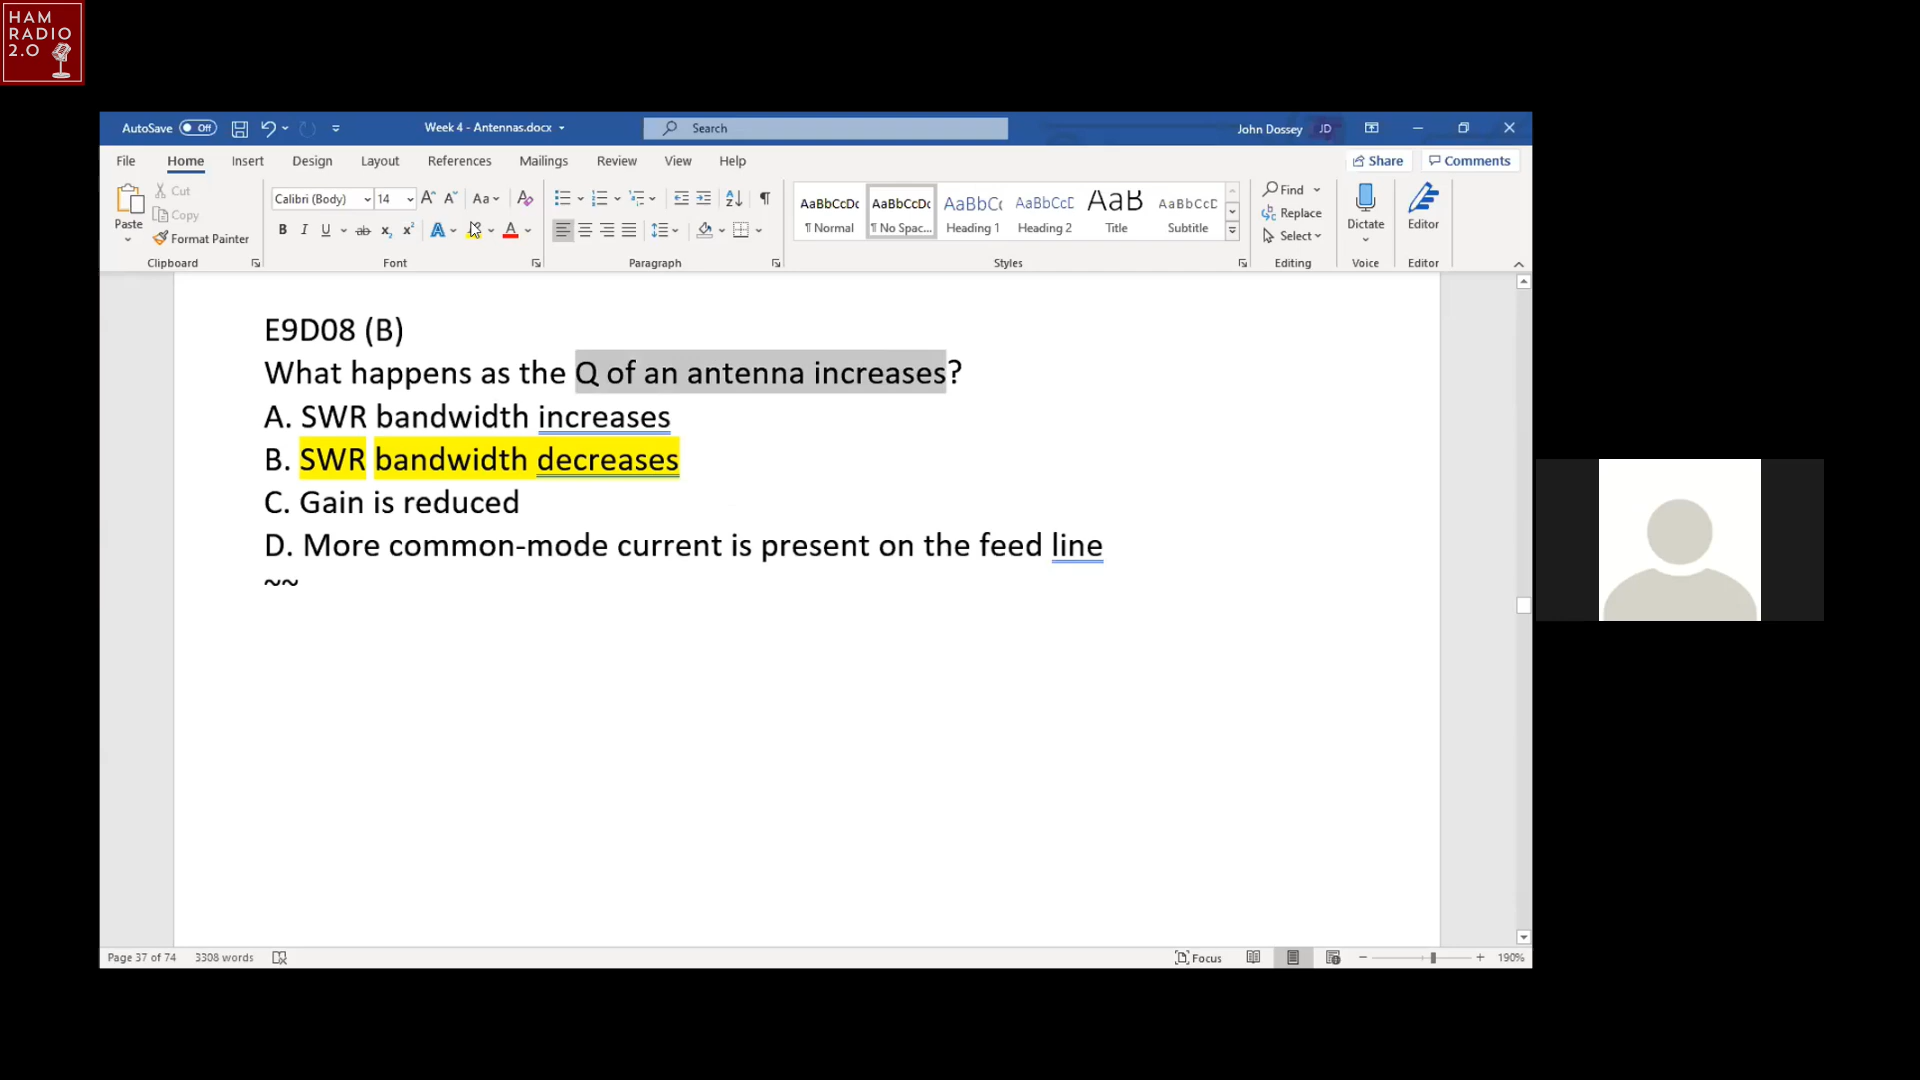 HAM
RADIO
2.0
AutoSave Off Week 4 - Antennas.docx Search John Dossey JD
File Home Insert Design Layout References Mailings Review View Help Share Comments
Paste Cut Copy Format Painter Clipboard
Calibri (Body) 14 Aa B I U ab x₂ x² A A Font
Paragraph
AaBbCcDc AaBbCcDc AaBbCc AaBbCcD AaB AaBbCcD
¶ Normal ¶ No Spac... Heading 1 Heading 2 Title Subtitle
Styles
Find Replace Select Editing
Dictate Voice
Editor Editor
E9D08 (B)
What happens as the Q of an antenna increases?
A. SWR bandwidth increases
B. SWR bandwidth decreases
C. Gain is reduced
D. More common-mode current is present on the feed line
~~
Page 37 of 74 3308 words Focus 190%